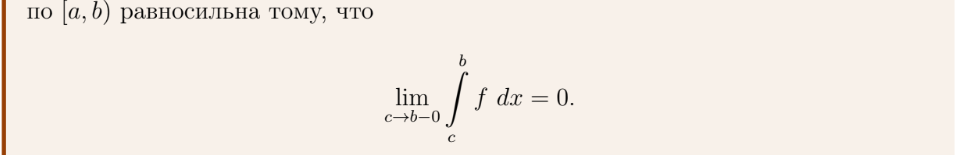 по [a, b) равносильна тому, что
lim_{c→b−0} ∫_c^b f dx = 0.